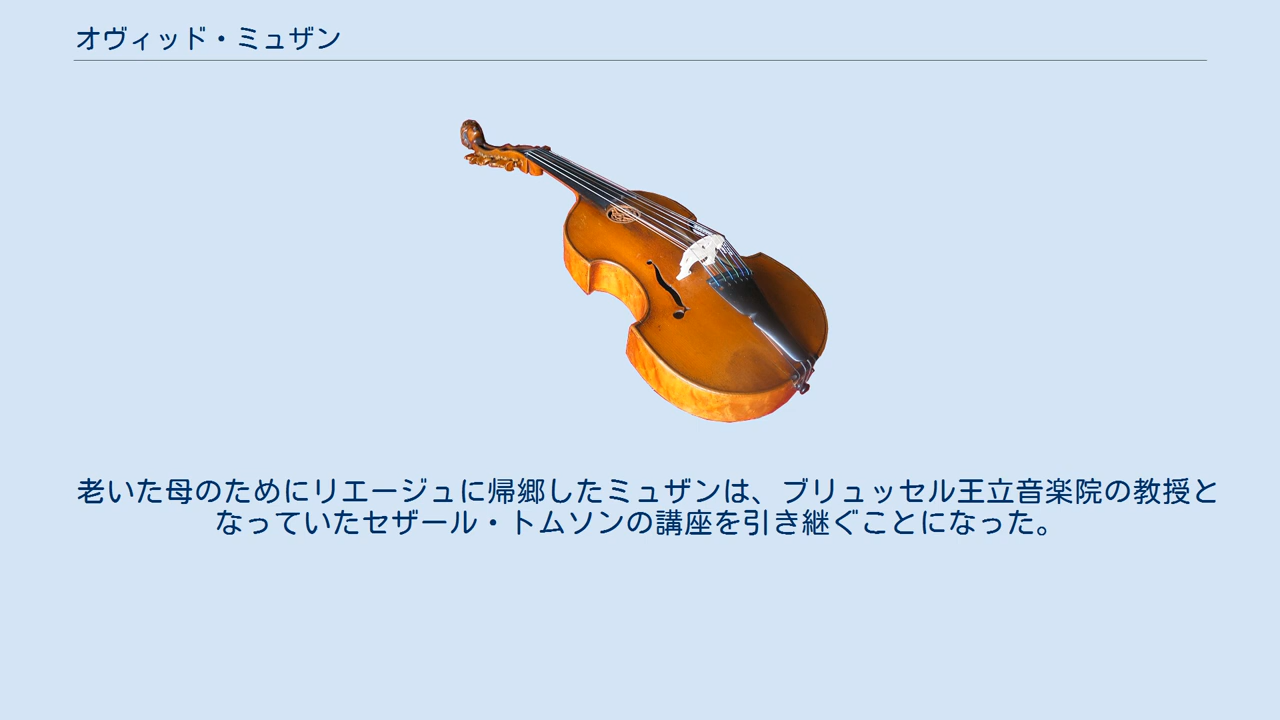 オヴィッド・ミュザン
老いた母のためにリエージュに帰郷したミュザンは、ブリュッセル王立音楽院の教授と
なっていたセザール・トムソンの講座を引き継ぐことになった。